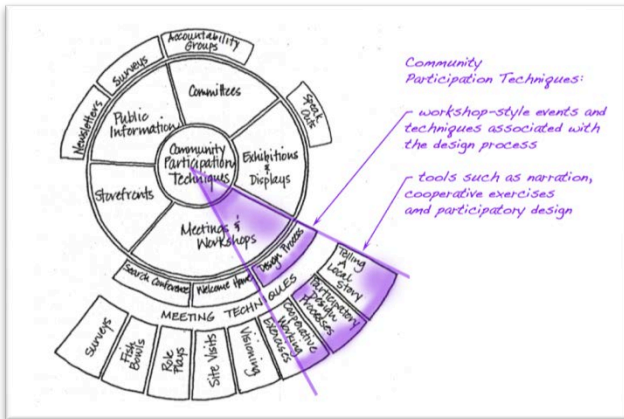 Accountability
Groups
Surveys
Newsletters
Committees
Speak
Outs
Public
Information
Community
Participatory
Techniques
Exhibitions
&
Displays
Storefronts
Meetings &
Workshops
Search Conference
Welcome Home
Design Process
MEETING TECHNIQUES
Surveys
Fish
Bowls
Role
Plays
Site Visits
Visioning
Cooperative
Working
Exercises
Participatory
Design
Processes
Telling
A
Local
Story
Community
Participation Techniques:
workshop-style events and
techniques associated with
the design process
tools such as narration,
cooperative exercises
amd participatory design